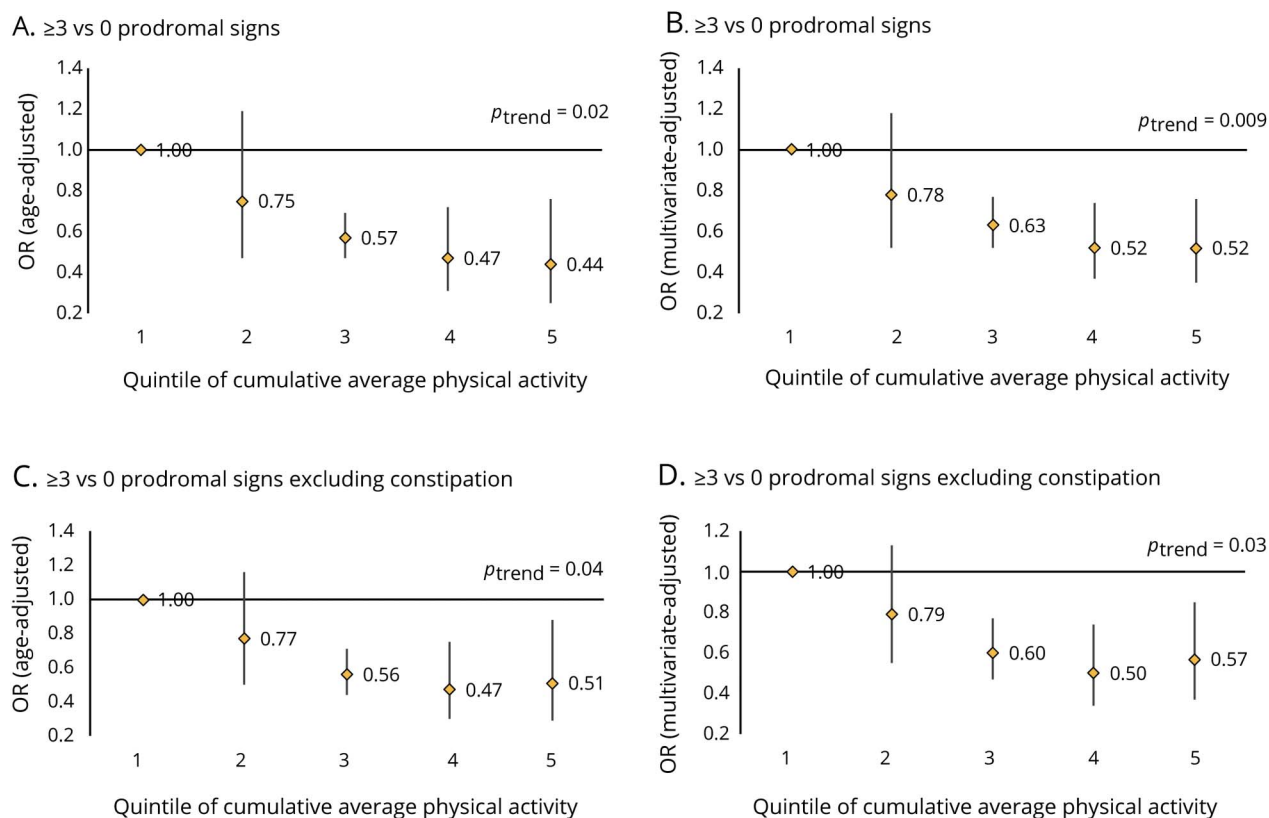 A. ≥3 vs 0 prodromal signs
OR (age-adjusted)
1.4
1.2
1.0
0.8
0.6
0.4
0.2
ptrend = 0.02
1.00
0.75
0.57
0.47
0.44
1 2 3 4 5
Quintile of cumulative average physical activity
B. ≥3 vs 0 prodromal signs
OR (multivariate-adjusted)
1.4
1.2
1.0
0.8
0.6
0.4
0.2
ptrend = 0.009
1.00
0.78
0.63
0.52
0.52
1 2 3 4 5
Quintile of cumulative average physical activity
C. ≥3 vs 0 prodromal signs excluding constipation
OR (age-adjusted)
1.4
1.2
1.0
0.8
0.6
0.4
0.2
ptrend = 0.04
1.00
0.77
0.56
0.47
0.51
1 2 3 4 5
Quintile of cumulative average physical activity
D. ≥3 vs 0 prodromal signs excluding constipation
OR (multivariate-adjusted)
1.2
1.0
0.8
0.6
0.4
0.2
ptrend = 0.03
1.00
0.79
0.60
0.50
0.57
1 2 3 4 5
Quintile of cumulative average physical activity